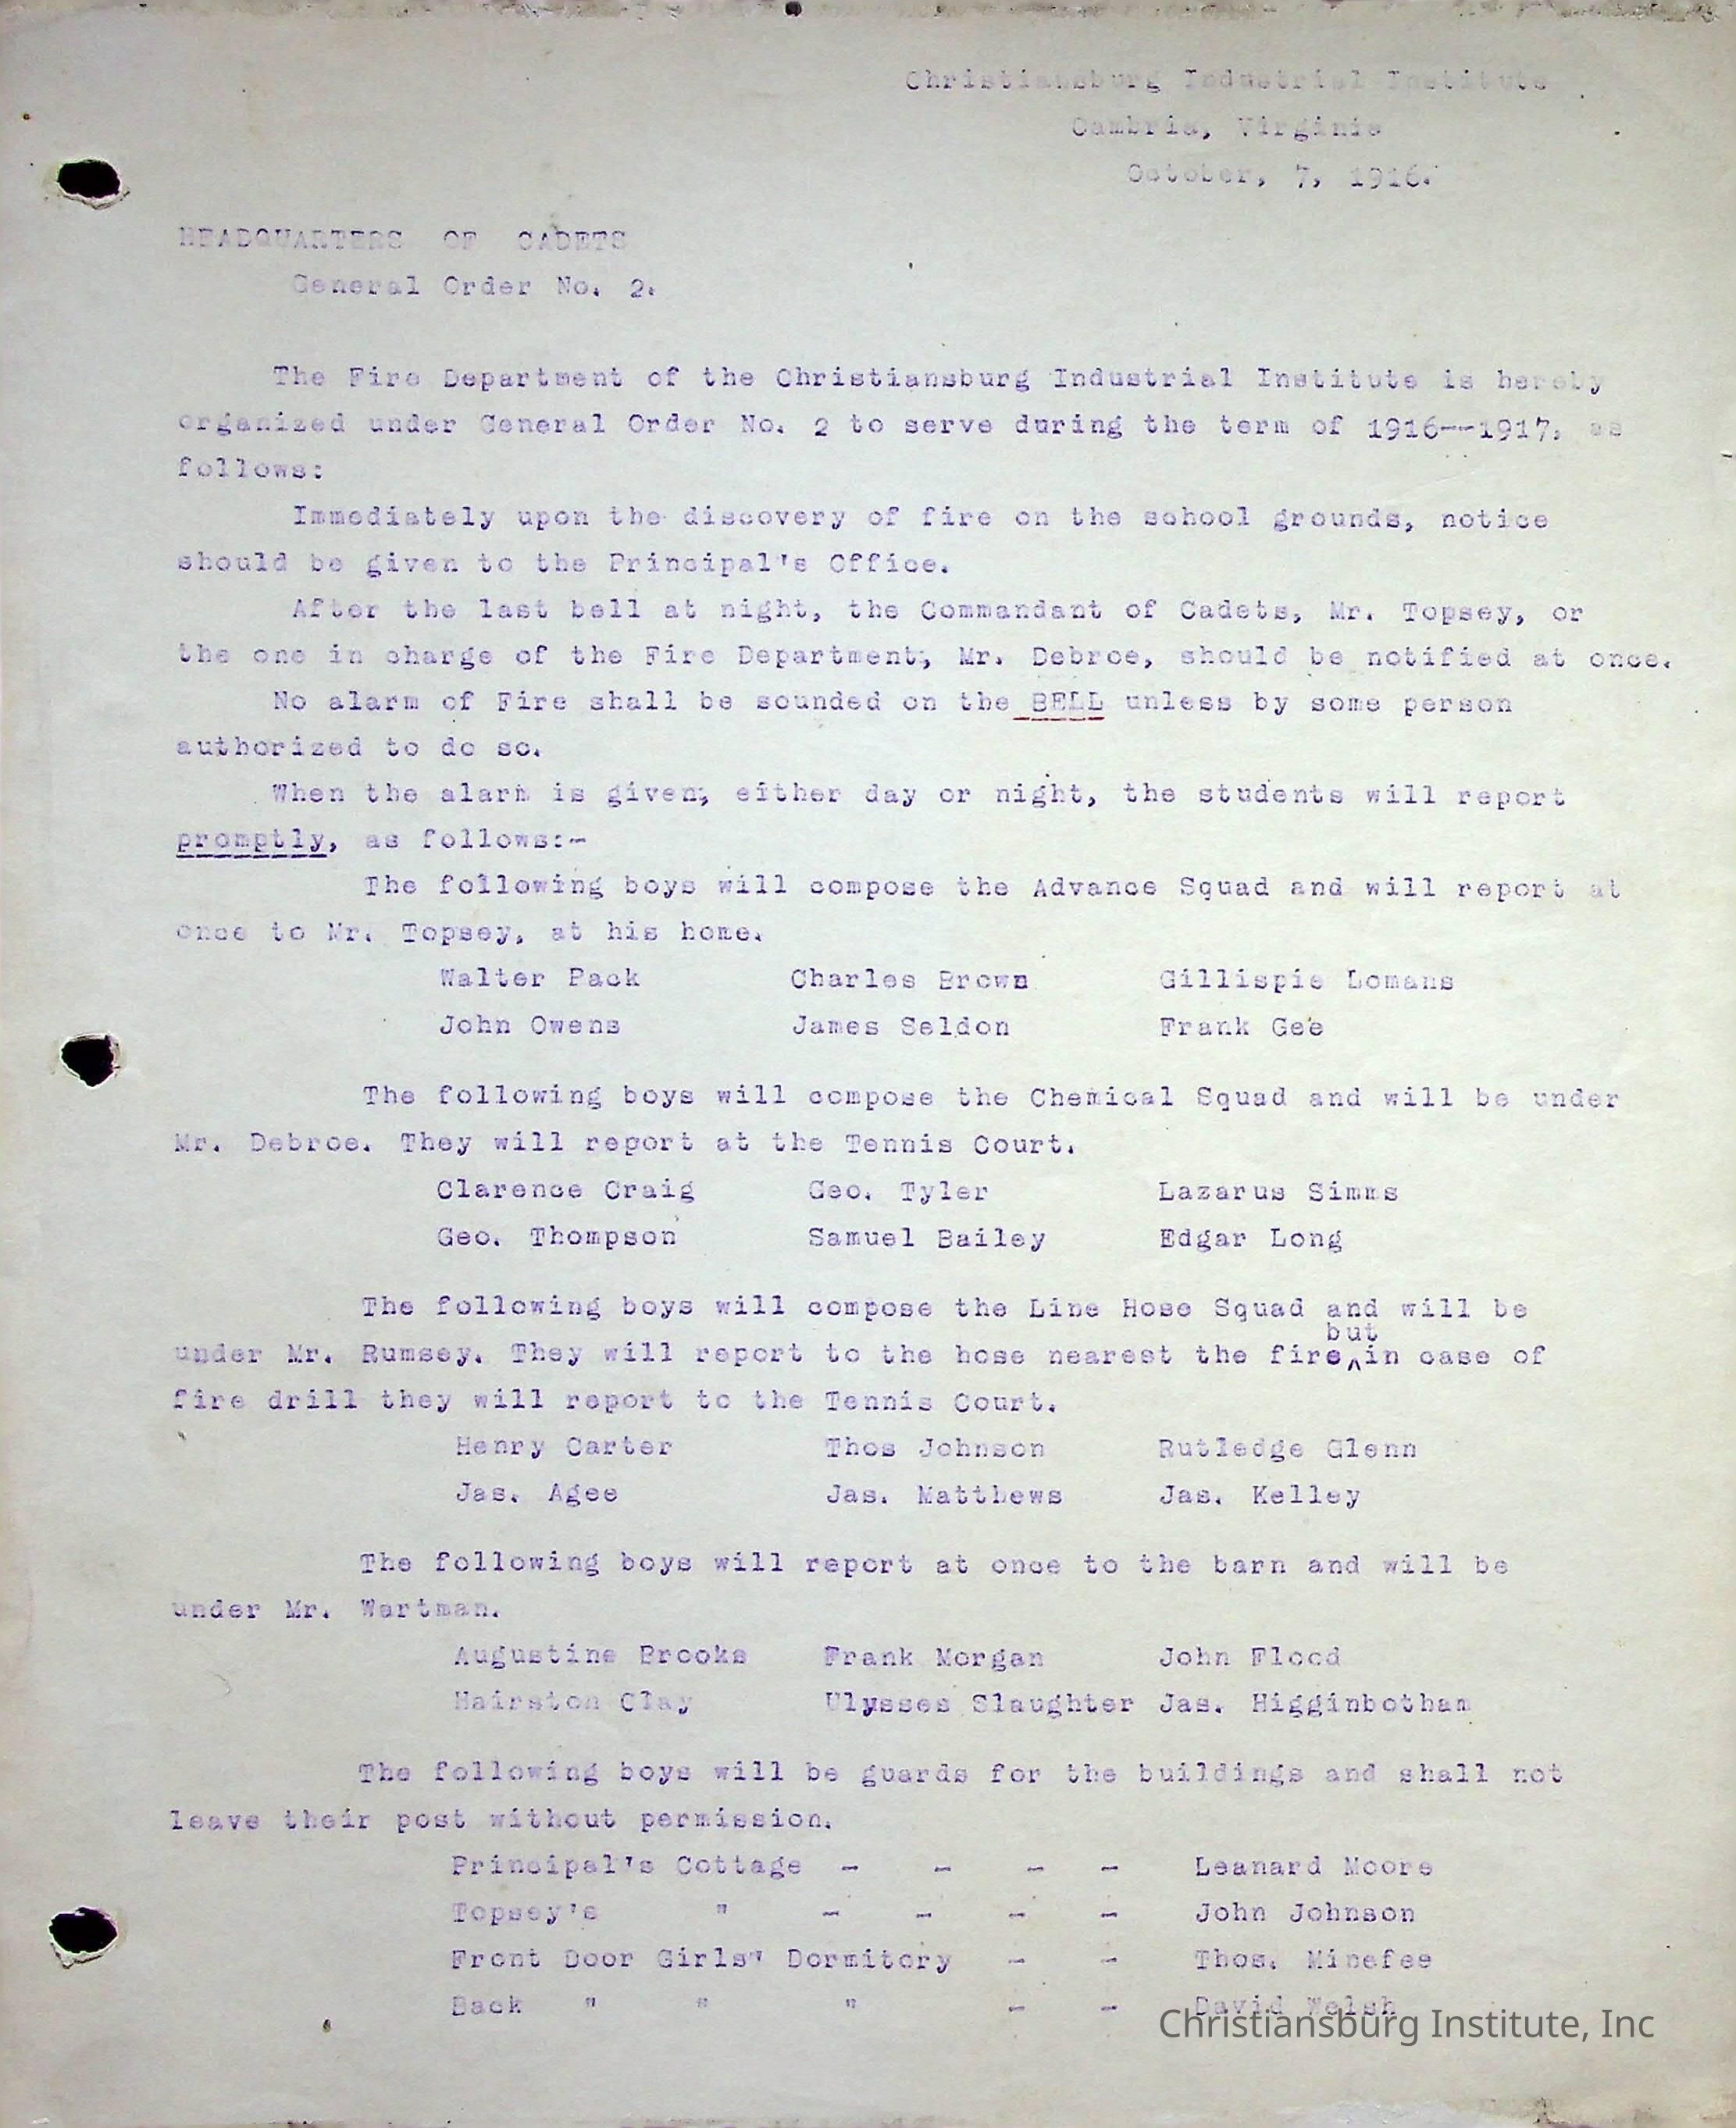 Christiansburg Industrial Institute
Cambria, Virginia
October, 7, 1916.
HEADQUARTERS OF CADETS
General Order No. 2.
The Fire Department of the Christiansburg Industrial Institute is hereby
organized under General Order No. 2 to serve during the term of 1916--1917, as
follows:
Immediately upon the discovery of fire on the school grounds, notice
should be given to the Principal's Office.
After the last bell at night, the Commandant of Cadets, Mr. Topsey, or
the one in charge of the Fire Department, Mr. Debroe, should be notified at once.
No alarm of Fire shall be sounded on the BELL unless by some person
authorized to do so.
When the alarm is given, either day or night, the students will report
promptly, as follows:-
The following boys will compose the Advance Squad and will report at
once to Mr. Topsey, at his home.
Walter Pack Charles Brown Gillispie Lomans
John Owens James Seldon Frank Gee
The following boys will compose the Chemical Squad and will be under
Mr. Debroe. They will report at the Tennis Court.
Clarence Craig Geo. Tyler Lazarus Simms
Geo. Thompson Samuel Bailey Edgar Long
The following boys will compose the Line Hose Squad and will be
but
under Mr. Rumsey. They will report to the hose nearest the fire^in case of
fire drill they will report to the Tennis Court.
Henry Carter Thos Johnson Rutledge Glenn
Jas. Agee Jas. Matthews Jas. Kelley
The following boys will report at once to the barn and will be
under Mr. Wartman.
Augustine Brooks Frank Morgan John Flood
Hairston Clay Ulysses Slaughter Jas. Higginbotham
The following boys will be guards for the buildings and shall not
leave their post without permission.
Principal's Cottage - - - - Leanard Moore
Topsey's " - - - - John Johnson
Front Door Girls" Dormitory - - Thos. Minefee
Back " " " - - David Welsh
Christiansburg Institute, Inc